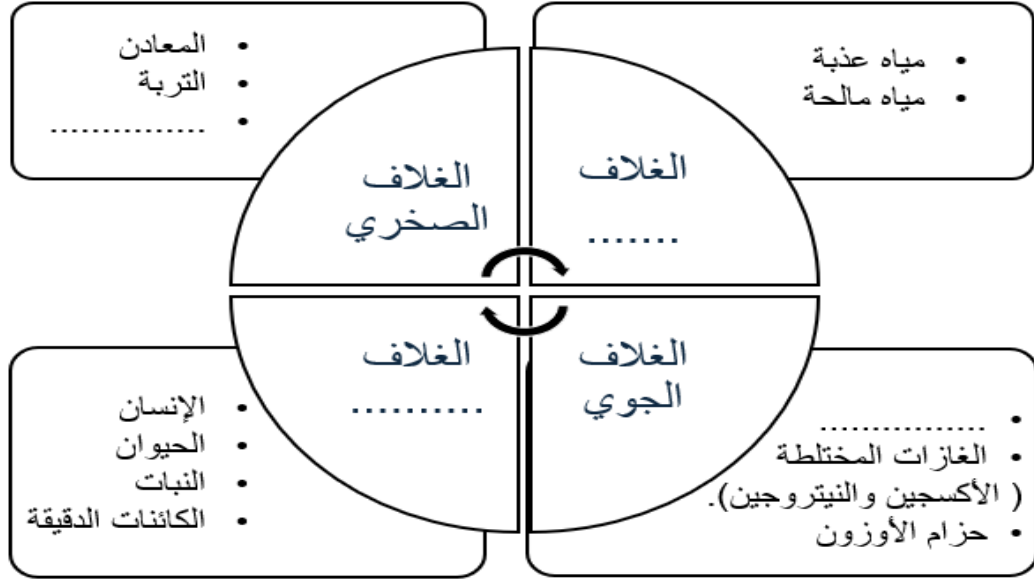 مياه عذبة
مياه مالحة
الغلاف
.......
المعادن
التربة
...............
الغلاف
الصخري
الغلاف
الجوي
................
الغازات المختلطة
( الأكسجين والنيتروجين).
حزام الأوزون
الغلاف
..........
الإنسان
الحيوان
النبات
الكائنات الدقيقة